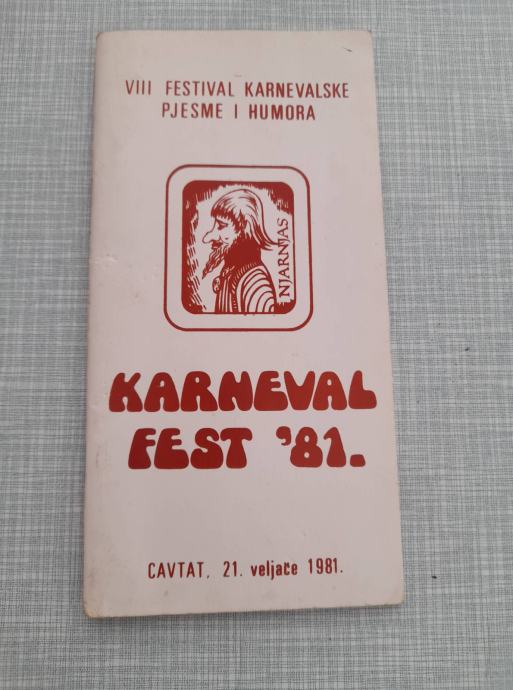 VIII FESTIVAL KARNEVALSKE
PJESME I HUMORA
NJARNJAS
KARNEVAL
FEST '81.
CAVTAT, 21. veljače 1981.